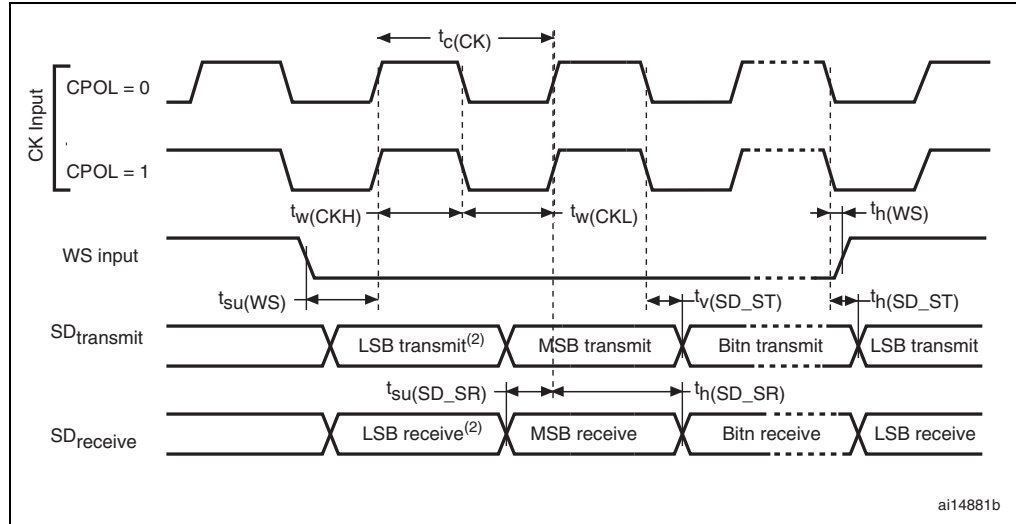 tc(CK)
CK Input
CPOL = 0
CPOL = 1
tw(CKH)
tw(CKL)
th(WS)
WS input
tsu(WS)
tv(SD_ST)
th(SD_ST)
SDtransmit
LSB transmit(2)
MSB transmit
Bitn transmit
LSB transmit
tsu(SD_SR)
th(SD_SR)
SDreceive
LSB receive(2)
MSB receive
Bitn receive
LSB receive
ai14881b